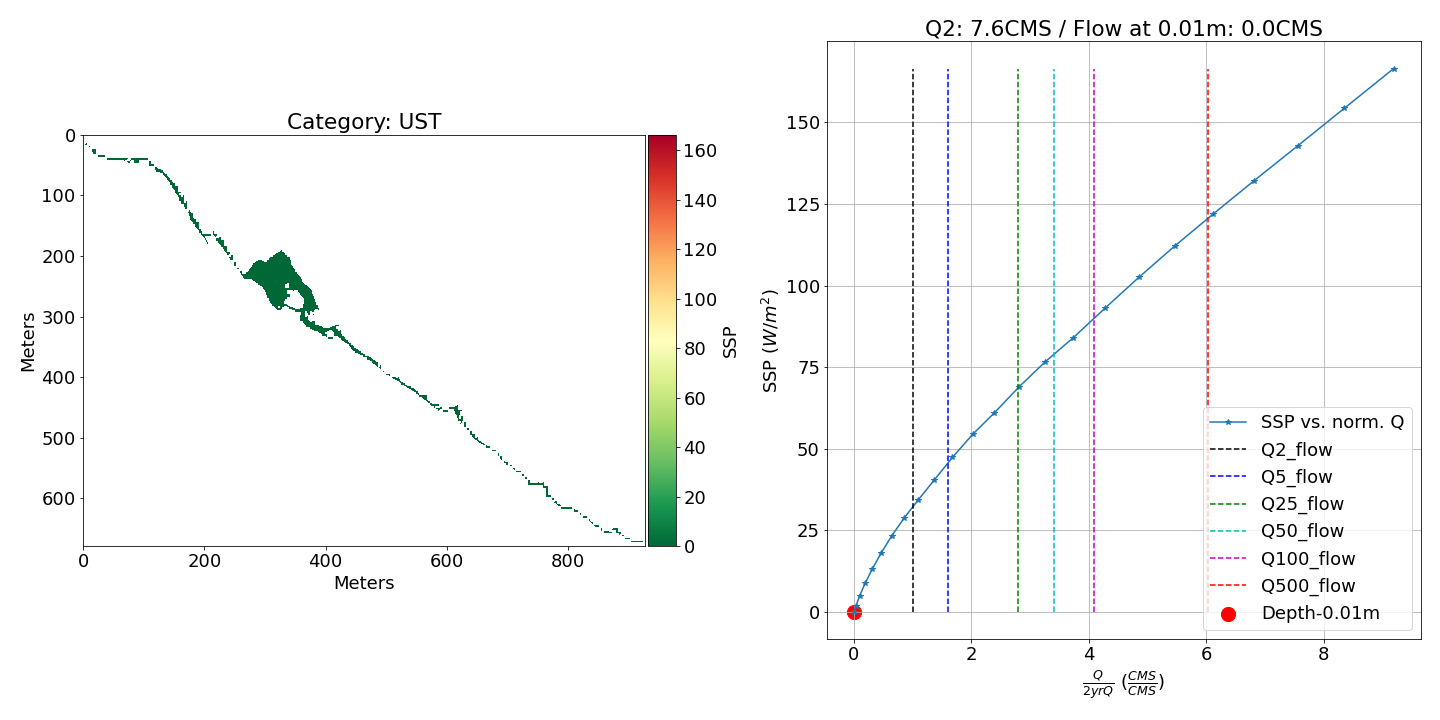 Category: UST
0
100
200
300
400
500
600
Meters
0
200
400
600
800
Meters
160
140
120
100
80
60
40
20
0
SSP
Q2: 7.6CMS / Flow at 0.01m: 0.0CMS
150
125
100
75
50
25
0
SSP (W/m²)
0
2
4
6
8
Q/2yrQ (CMS/CMS)
SSP vs. norm. Q
Q2_flow
Q5_flow
Q25_flow
Q50_flow
Q100_flow
Q500_flow
Depth-0.01m